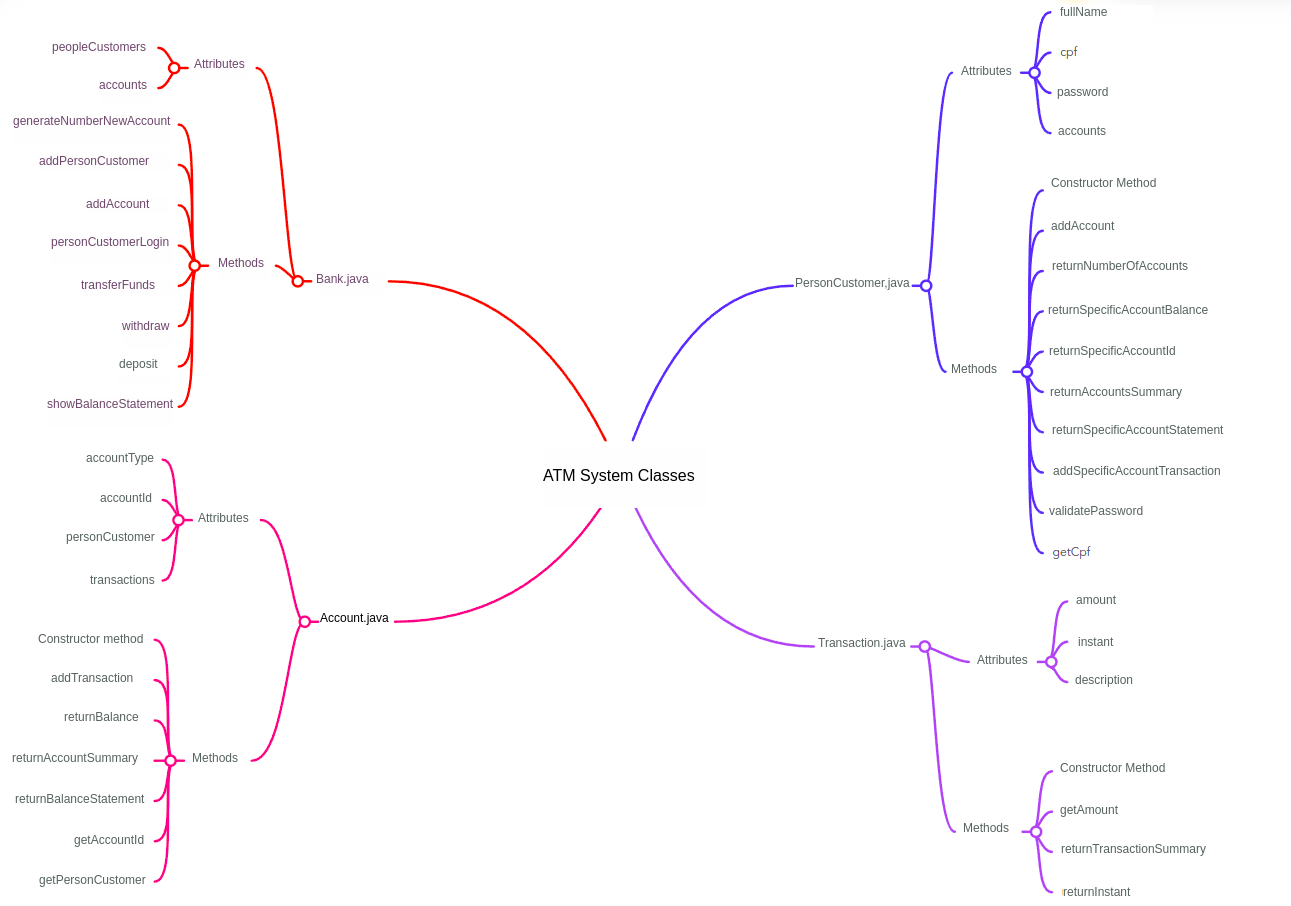 ATM System Classes
Bank.java
Attributes
peopleCustomers
accounts
Methods
generateNumberNewAccount
addPersonCustomer
addAccount
personCustomerLogin
transferFunds
withdraw
deposit
showBalanceStatement
Account.java
Attributes
accountType
accountId
personCustomer
transactions
Methods
Constructor method
addTransaction
returnBalance
returnAccountSummary
returnBalanceStatement
getAccountId
getPersonCustomer
PersonCustomer,java
Attributes
fullName
cpf
password
accounts
Methods
Constructor Method
addAccount
returnNumberOfAccounts
returnSpecificAccountBalance
returnSpecificAccountId
returnAccountsSummary
returnSpecificAccountStatement
addSpecificAccountTransaction
validatePassword
getCpf
Transaction.java
Attributes
amount
instant
description
Methods
Constructor Method
getAmount
returnTransactionSummary
returnInstant